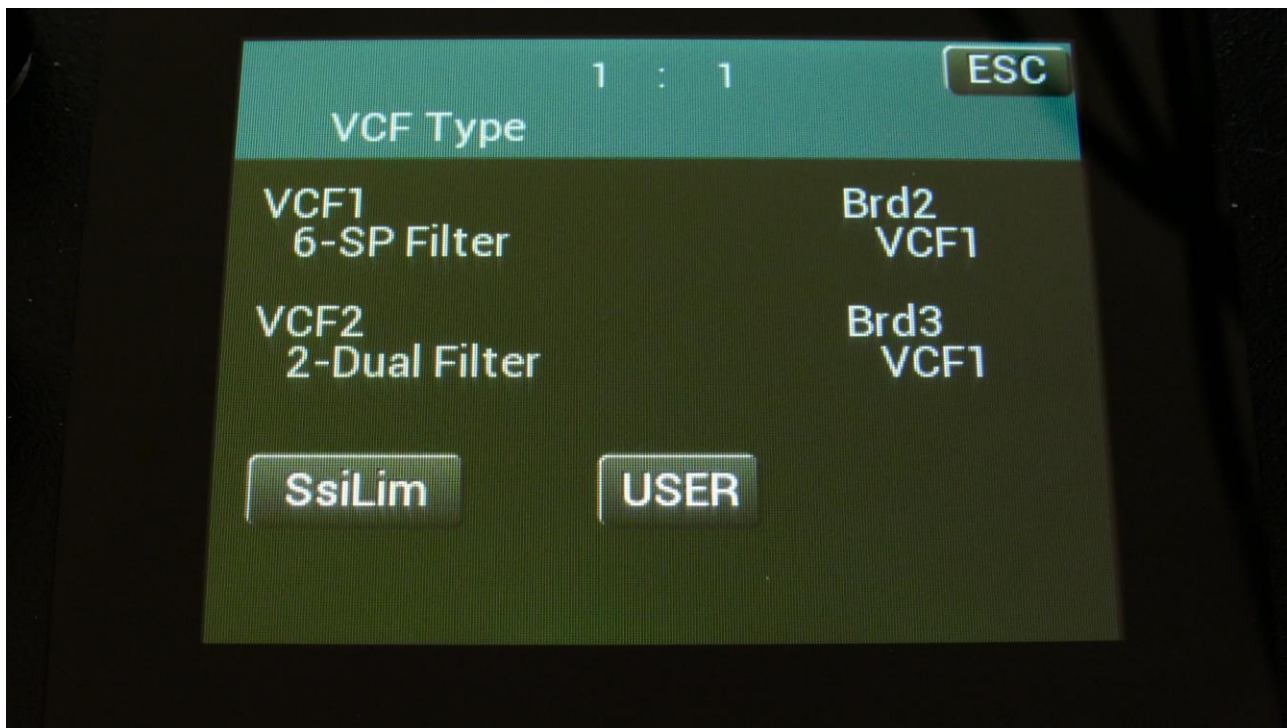 1 : 1
ESC
VCF Type
VCF1
6-SP Filter
Brd2
VCF1
VCF2
2-Dual Filter
Brd3
VCF1
SsiLim
USER